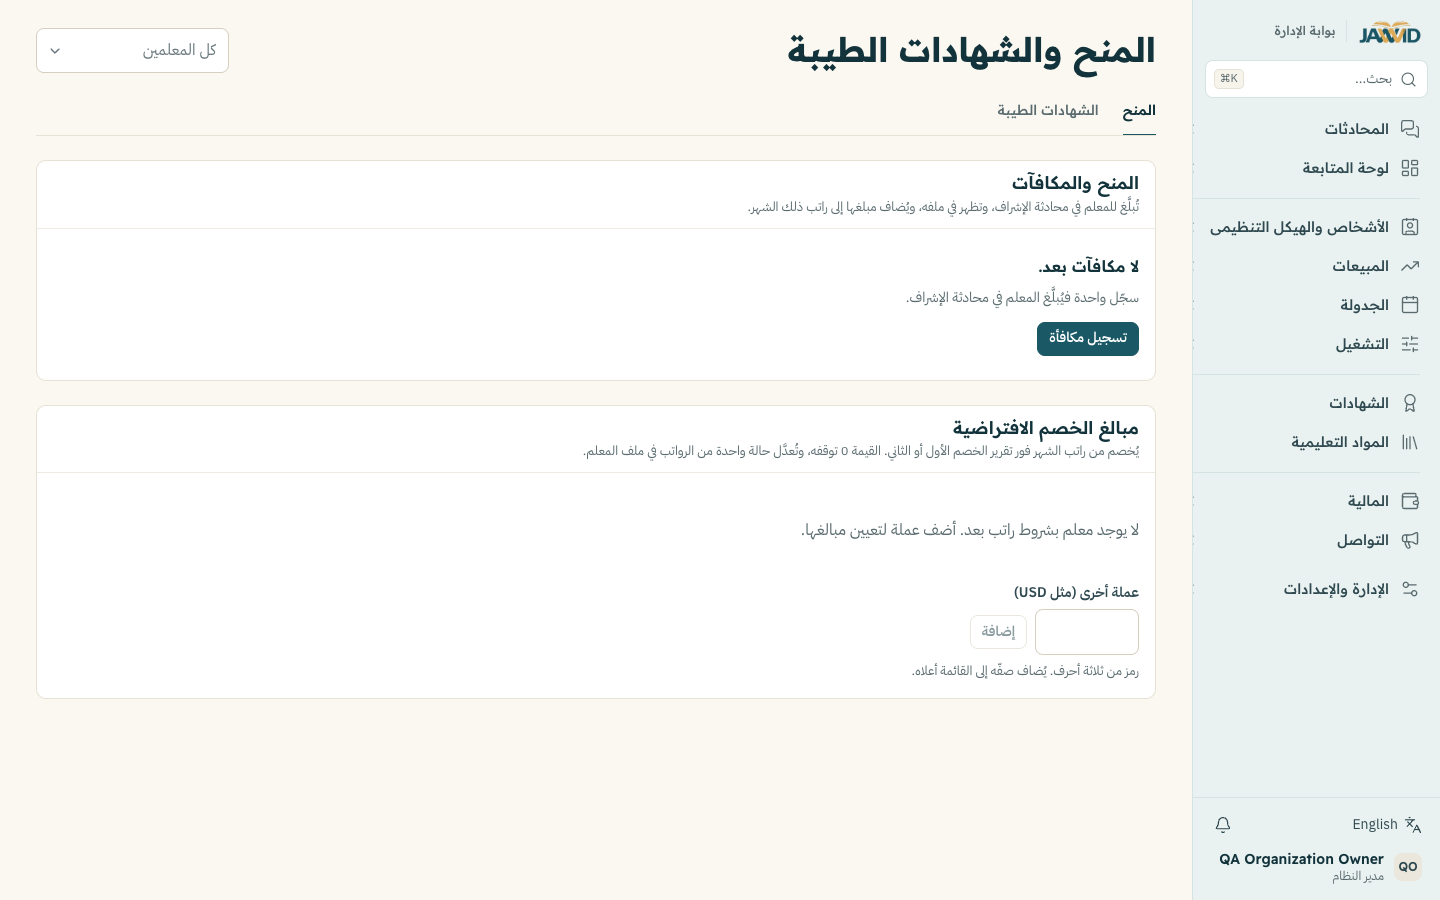 JAWWID
بوابة الإدارة
بحث...
⌘K
المحادثات
لوحة المتابعة
الأشخاص والهيكل التنظيمي
المبيعات
الجدولة
التشغيل
الشهادات
المواد التعليمية
المالية
التواصل
الإدارة والإعدادات
English
QO
QA Organization Owner
مدير النظام
المنح والشهادات الطيبة
كل المعلمين
المنح
الشهادات الطيبة
المنح والمكافآت
تُبلَّغ للمعلم في محادثة الإشراف، وتظهر في ملفه، ويُضاف مبلغها إلى راتب ذلك الشهر.
لا مكافآت بعد.
سجّل واحدة فيُبلَّغ المعلم في محادثة الإشراف.
تسجيل مكافأة
مبالغ الخصم الافتراضية
يُخصم من راتب الشهر فور تقرير الخصم الأول أو الثاني. القيمة 0 توقفه، وتُعدَّل حالة واحدة من الرواتب في ملف المعلم.
لا يوجد معلم بشروط راتب بعد. أضف عملة لتعيين مبالغها.
عملة أخرى (مثل USD)
إضافة
رمز من ثلاثة أحرف. يُضاف صفّه إلى القائمة أعلاه.